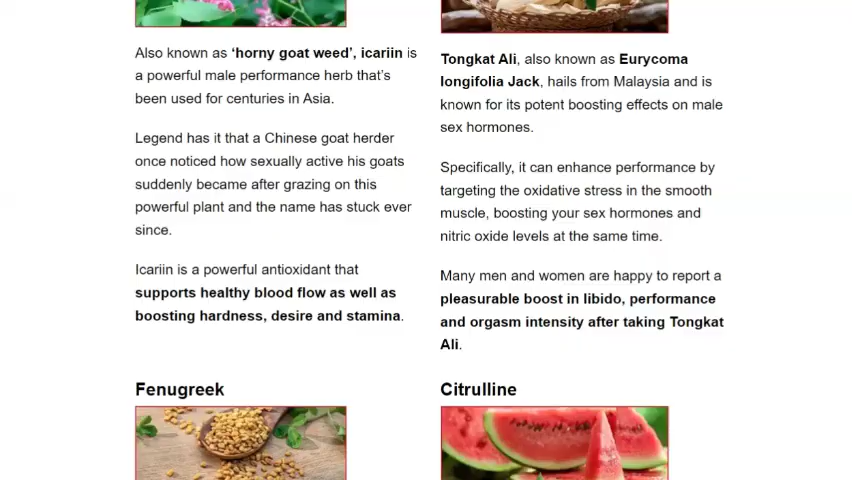 Also known as ‘horny goat weed’, icariin is
a powerful male performance herb that’s
been used for centuries in Asia.
Legend has it that a Chinese goat herder
once noticed how sexually active his goats
suddenly became after grazing on this
powerful plant and the name has stuck ever
since.
Icariin is a powerful antioxidant that
supports healthy blood flow as well as
boosting hardness, desire and stamina.
Tongkat Ali, also known as Eurycoma
longifolia Jack, hails from Malaysia and is
known for its potent boosting effects on male
sex hormones.
Specifically, it can enhance performance by
targeting the oxidative stress in the smooth
muscle, boosting your sex hormones and
nitric oxide levels at the same time.
Many men and women are happy to report a
pleasurable boost in libido, performance
and orgasm intensity after taking Tongkat
Ali.
Fenugreek
Citrulline